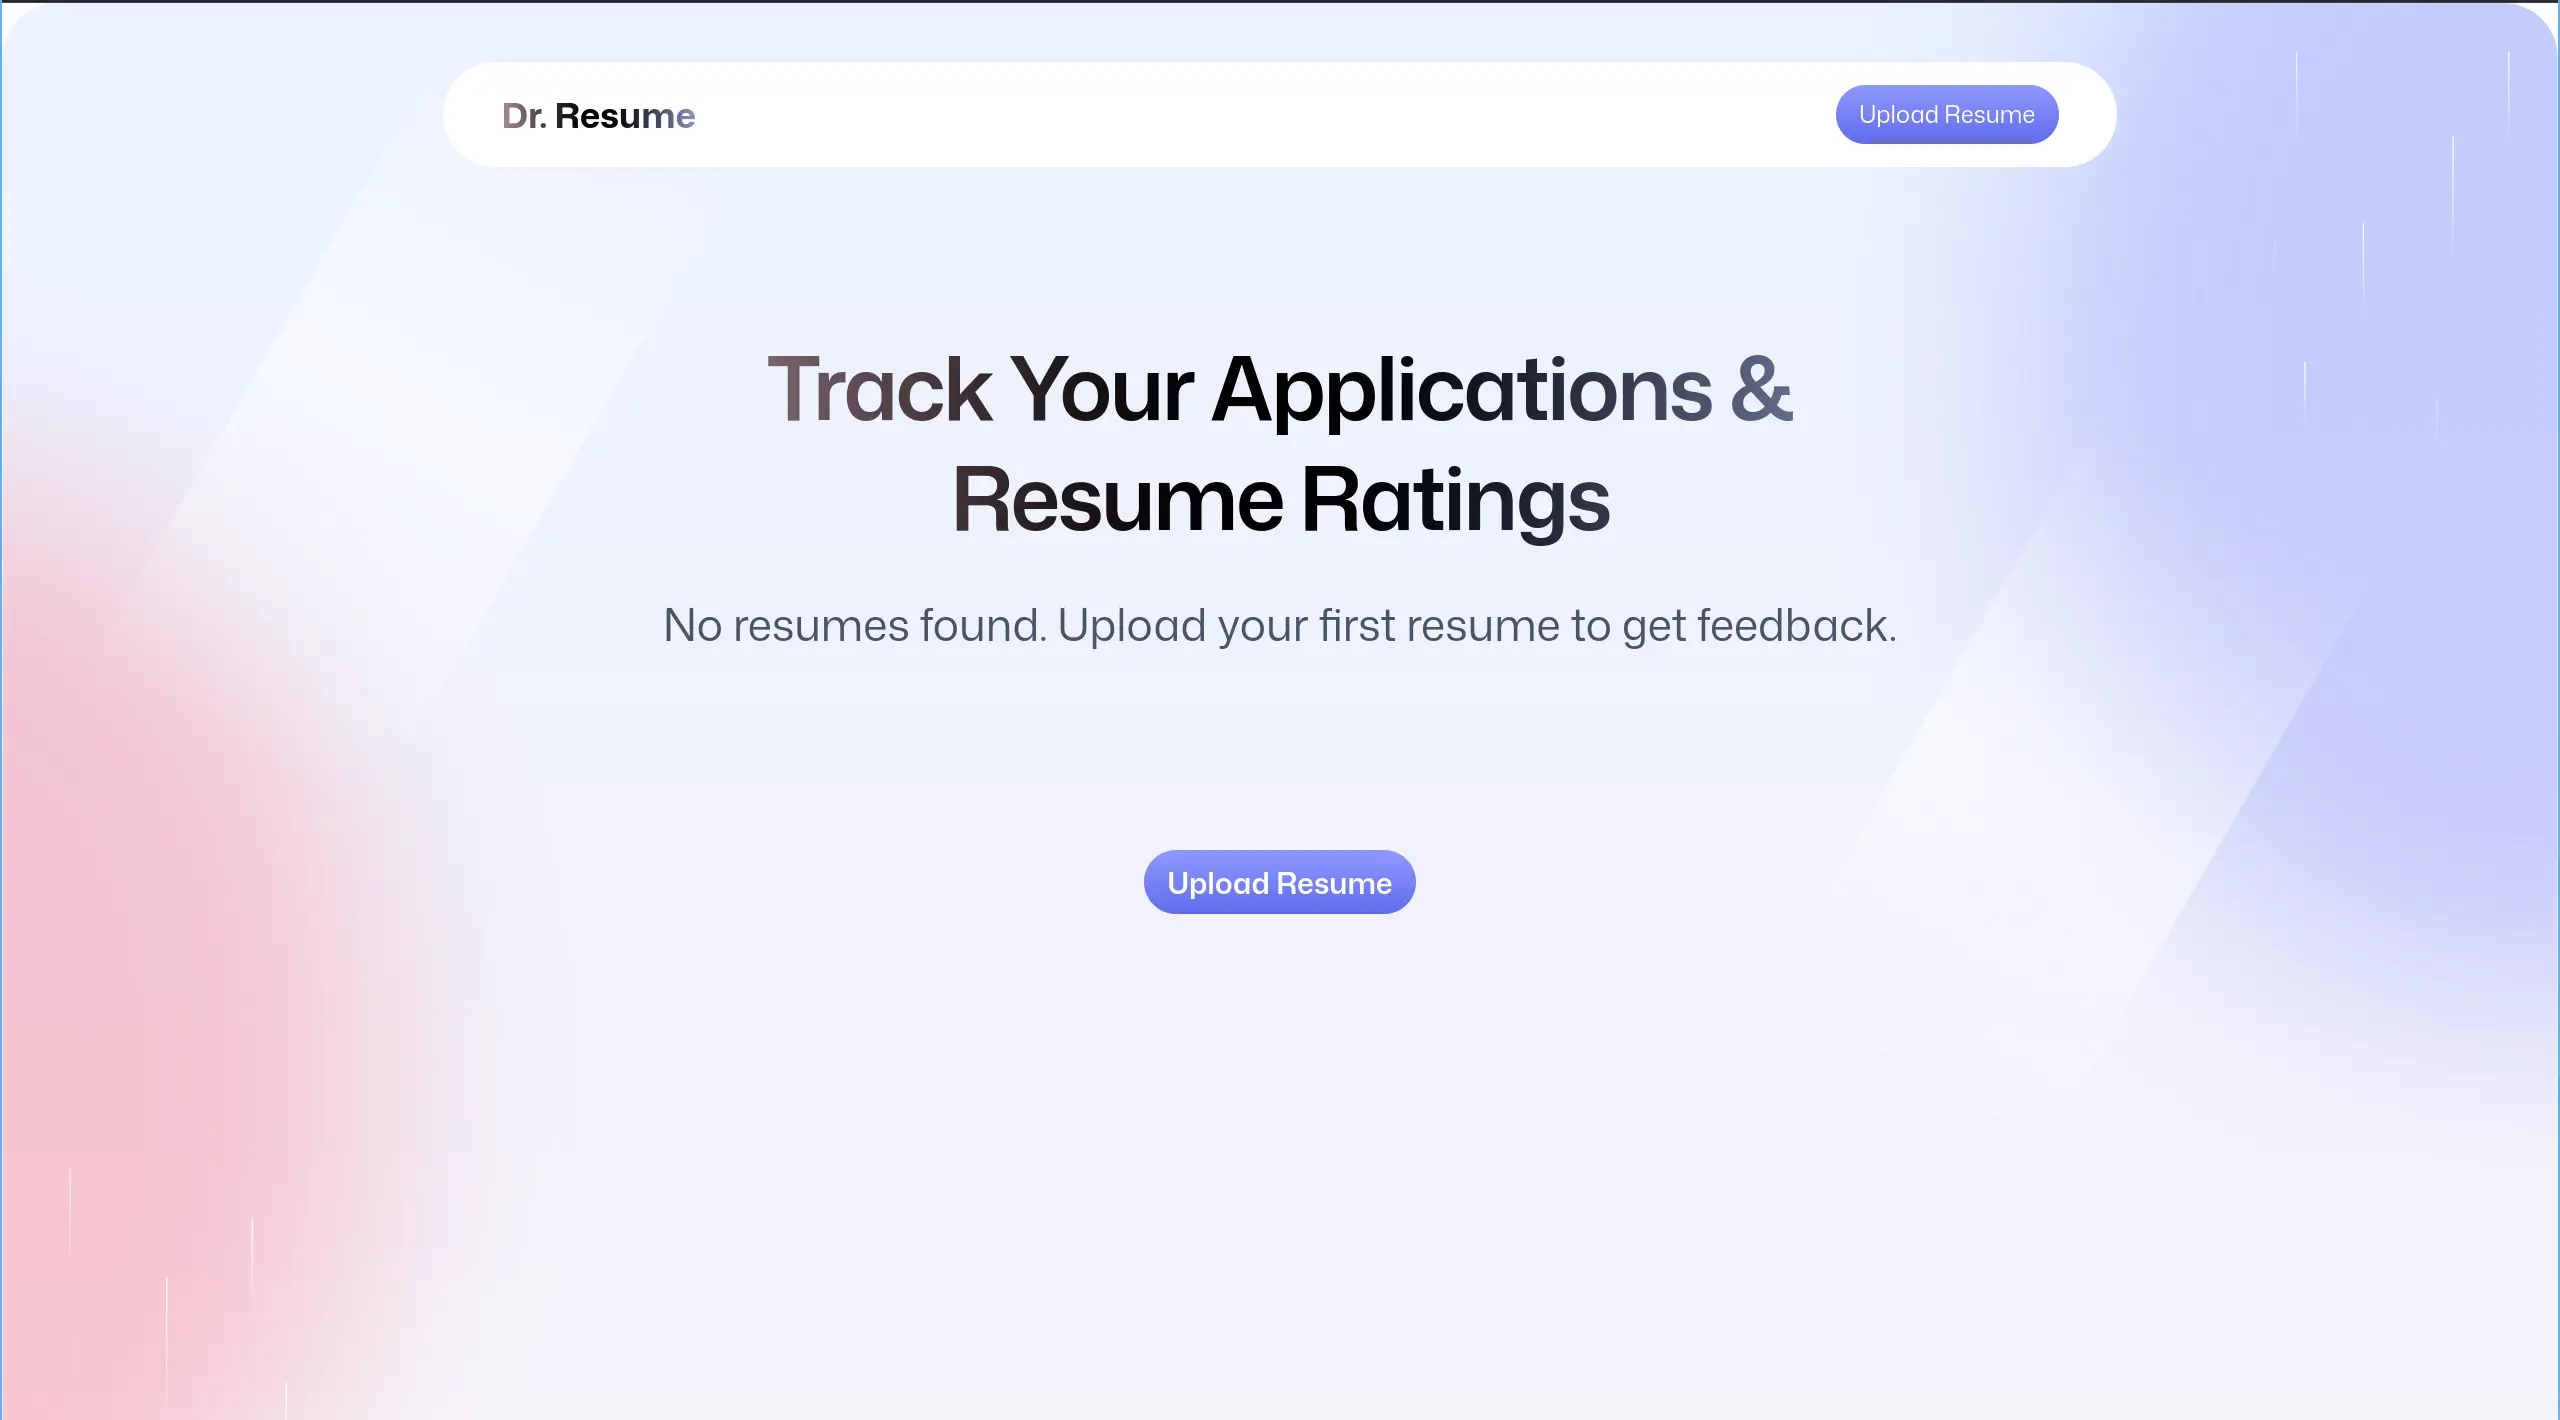 Dr. Resume
Upload Resume
Track Your Applications &
Resume Ratings
No resumes found. Upload your first resume to get feedback.
Upload Resume